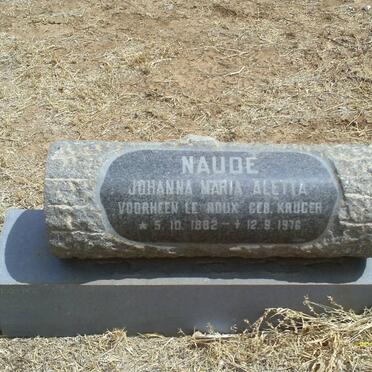 NAUDE
JOHANNA MARIA ALETTA
VOORHEEN LE ROUX GEB. KRUGER
* 5.10.1882 - + 12.9.1976